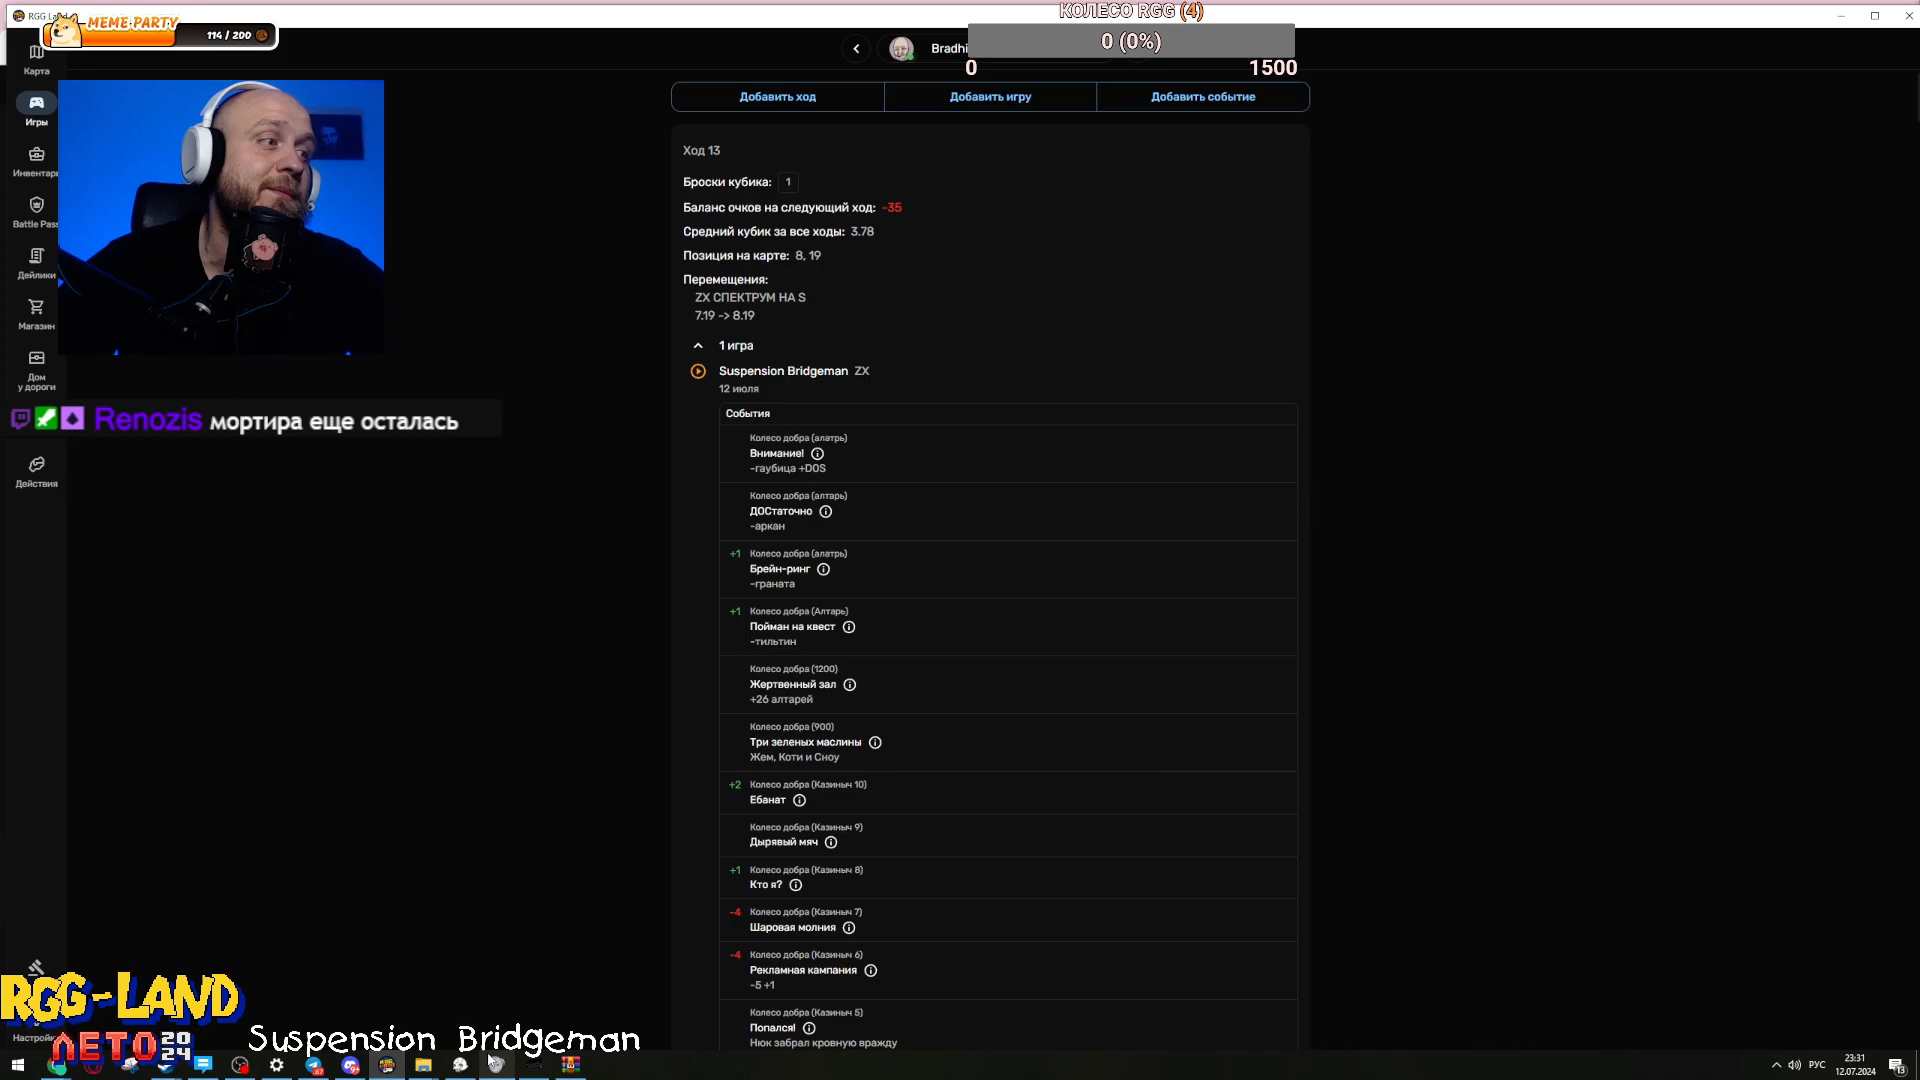 RGG Land
MEME PARTY
114 / 200
КОЛЕСО RGG (4)
0 (0%)
0
1500
Bradhi
Карта
Игры
Инвентарь
Battle Pass
Дейлики
Магазин
Дом
у дороги
Действия
Настройки
Добавить ход
Добавить игру
Добавить событие
Renozis мортира еще осталась
Ход 13
Броски кубика: 1
Баланс очков на следующий ход: -35
Средний кубик за все ходы: 3.78
Позиция на карте: 8, 19
Перемещения:
ZX СПЕКТРУМ НА S
7.19 -> 8.19
1 игра
Suspension Bridgeman ZX
12 июля
События
Колесо добра (алатрь)
Внимание!
-гаубица +DOS
Колесо добра (алтарь)
ДОСтаточно
-аркан
+1 Колесо добра (алатрь)
Брейн-ринг
-граната
+1 Колесо добра (Алтарь)
Пойман на квест
-тильтин
Колесо добра (1200)
Жертвенный зал
+26 алтарей
Колесо добра (900)
Три зеленых маслины
Жем, Коти и Сноу
+2 Колесо добра (Казиныч 10)
Ебанат
Колесо добра (Казиныч 9)
Дырявый мяч
+1 Колесо добра (Казиныч 8)
Кто я?
-4 Колесо добра (Казиныч 7)
Шаровая молния
-4 Колесо добра (Казиныч 6)
Рекламная кампания
-5 +1
Колесо добра (Казиныч 5)
Попался!
Нюк забрал кровную вражду
RGG-LAND
ЛЕТО 2024
Suspension Bridgeman
РУС
23:31
12.07.2024